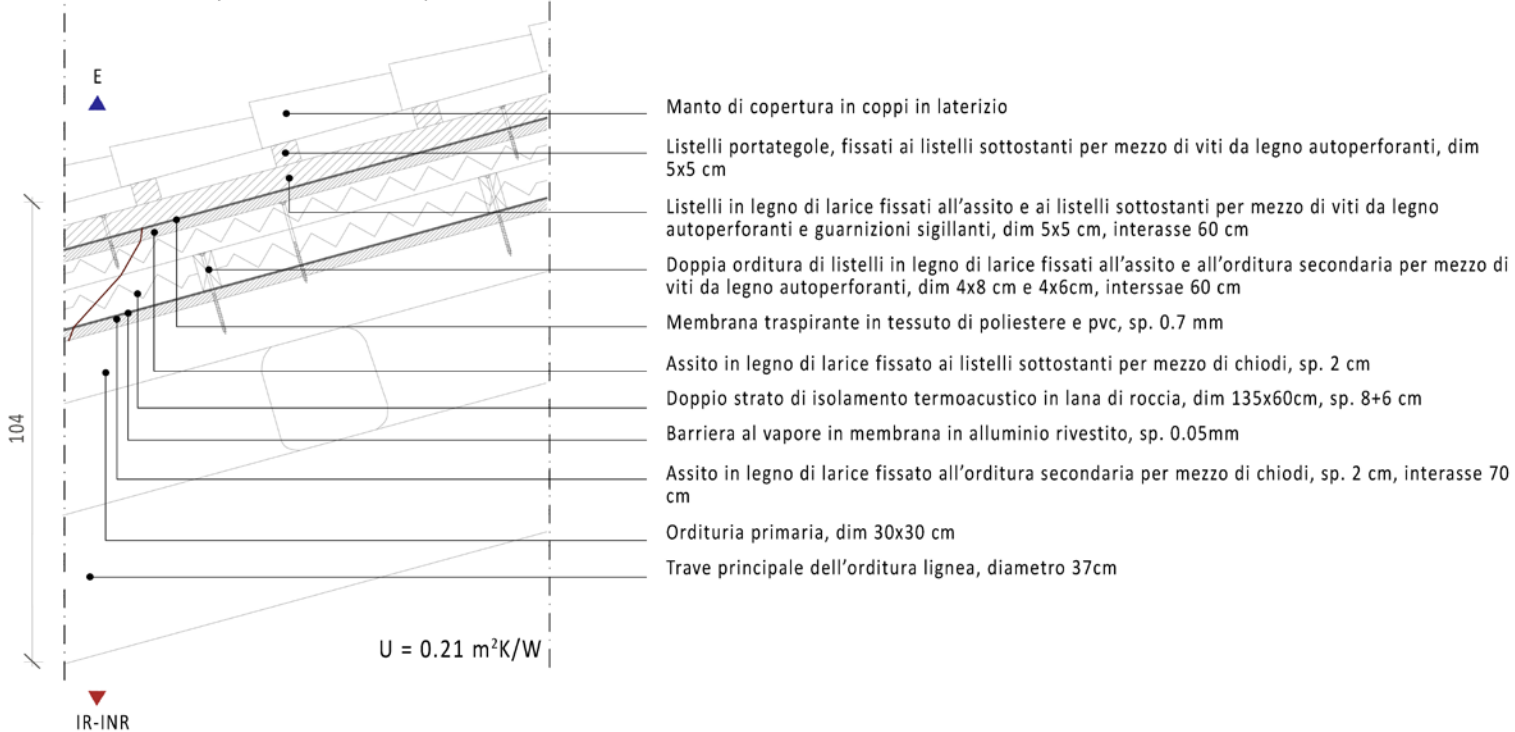 E
Manto di copertura in coppi in laterizio
Listelli portategole, fissati ai listelli sottostanti per mezzo di viti da legno autoperforanti, dim
5x5 cm
Listelli in legno di larice fissati all'assito e ai listelli sottostanti per mezzo di viti da legno
autoperforanti e guarnizioni sigillanti, dim 5x5 cm, interasse 60 cm
Doppia orditura di listelli in legno di larice fissati all'assito e all'orditura secondaria per mezzo di
viti da legno autoperforanti, dim 4x8 cm e 4x6cm, interssae 60 cm
Membrana traspirante in tessuto di poliestere e pvc, sp. 0.7 mm
Assito in legno di larice fissato ai listelli sottostanti per mezzo di chiodi, sp. 2 cm
Doppio strato di isolamento termoacustico in lana di roccia, dim 135x60cm, sp. 8+6 cm
Barriera al vapore in membrana in alluminio rivestito, sp. 0.05mm
Assito in legno di larice fissato all'orditura secondaria per mezzo di chiodi, sp. 2 cm, interasse 70
cm
Ordituria primaria, dim 30x30 cm
Trave principale dell'orditura lignea, diametro 37cm
104
U = 0.21 m²K/W
IR-INR